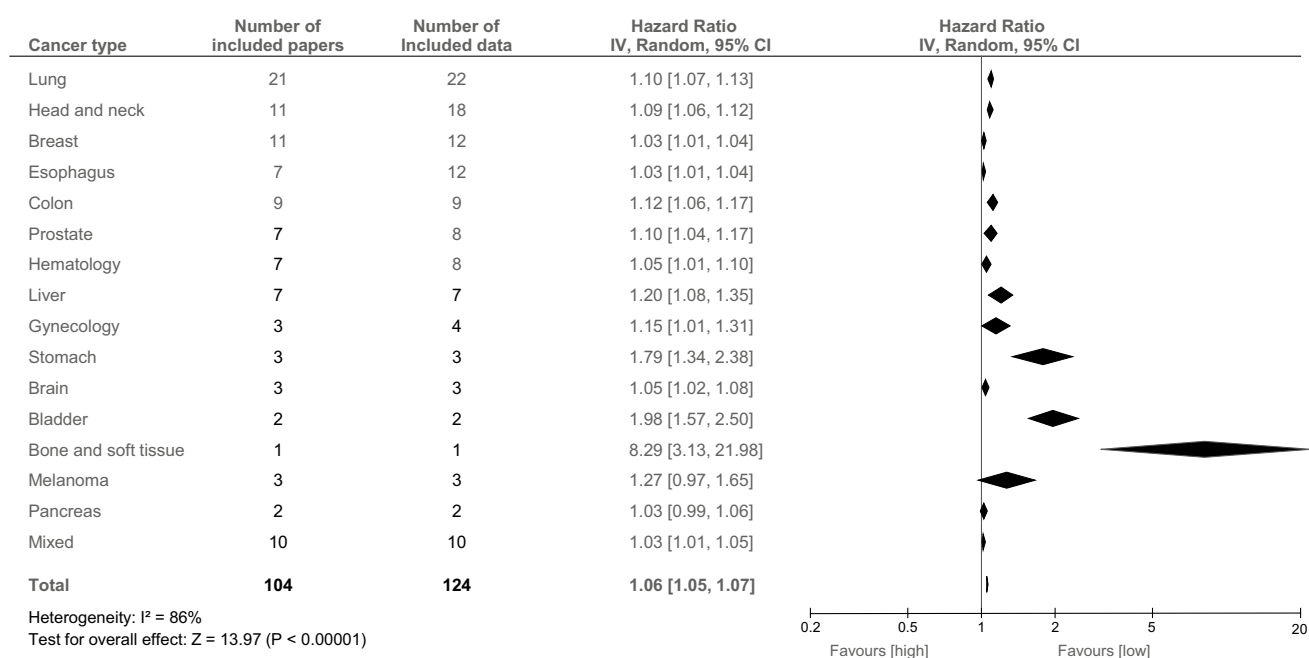 Number of Number of Hazard Ratio Hazard Ratio
Cancer type included papers Included data IV, Random, 95% CI IV, Random, 95% CI
Lung 21 22 1.10 [1.07, 1.13]
Head and neck 11 18 1.09 [1.06, 1.12]
Breast 11 12 1.03 [1.01, 1.04]
Esophagus 7 12 1.03 [1.01, 1.04]
Colon 9 9 1.12 [1.06, 1.17]
Prostate 7 8 1.10 [1.04, 1.17]
Hematology 7 8 1.05 [1.01, 1.10]
Liver 7 7 1.20 [1.08, 1.35]
Gynecology 3 4 1.15 [1.01, 1.31]
Stomach 3 3 1.79 [1.34, 2.38]
Brain 3 3 1.05 [1.02, 1.08]
Bladder 2 2 1.98 [1.57, 2.50]
Bone and soft tissue 1 1 8.29 [3.13, 21.98]
Melanoma 3 3 1.27 [0.97, 1.65]
Pancreas 2 2 1.03 [0.99, 1.06]
Mixed 10 10 1.03 [1.01, 1.05]
Total 104 124 1.06 [1.05, 1.07]
Heterogeneity: I² = 86%
Test for overall effect: Z = 13.97 (P < 0.00001)
0.2 0.5 1 2 5 20
Favours [high] Favours [low]